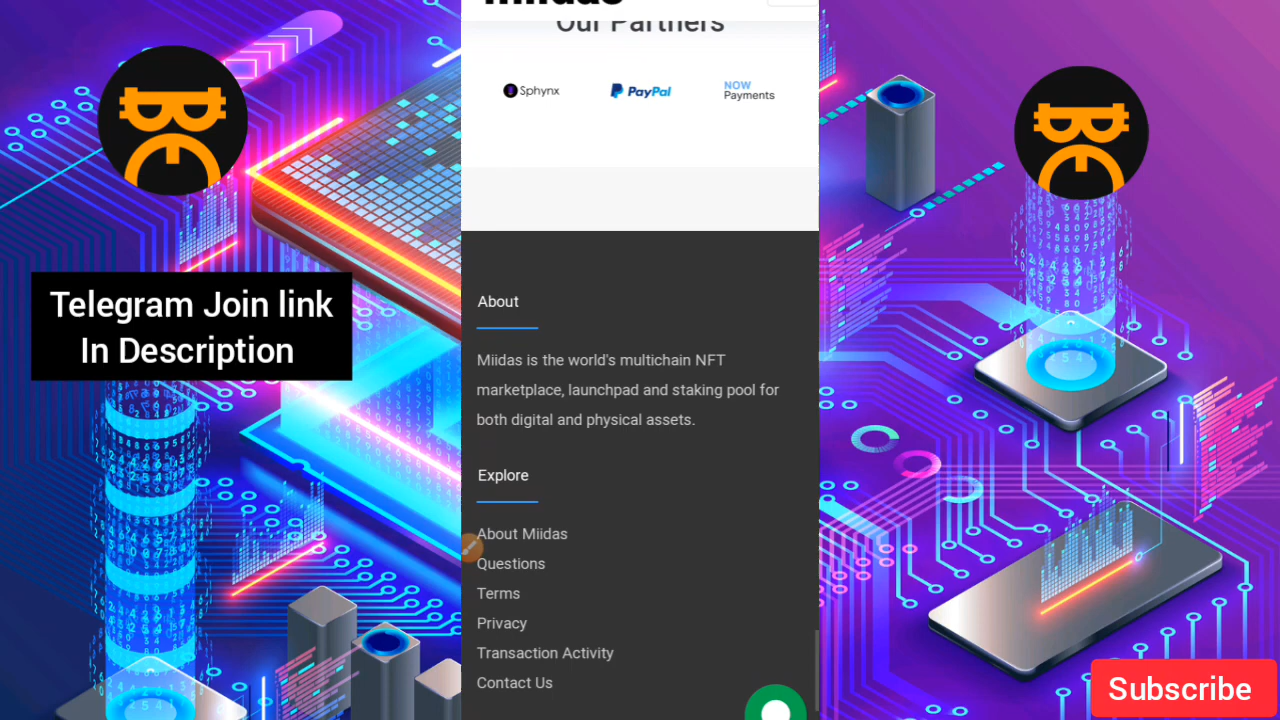 miidas
Our Partners
Sphynx
PayPal
NOW
Payments
Telegram Join link
In Description
About
Miidas is the world's multichain NFT
marketplace, launchpad and staking pool for
both digital and physical assets.
Explore
About Miidas
Questions
Terms
Privacy
Transaction Activity
Contact Us
Subscribe